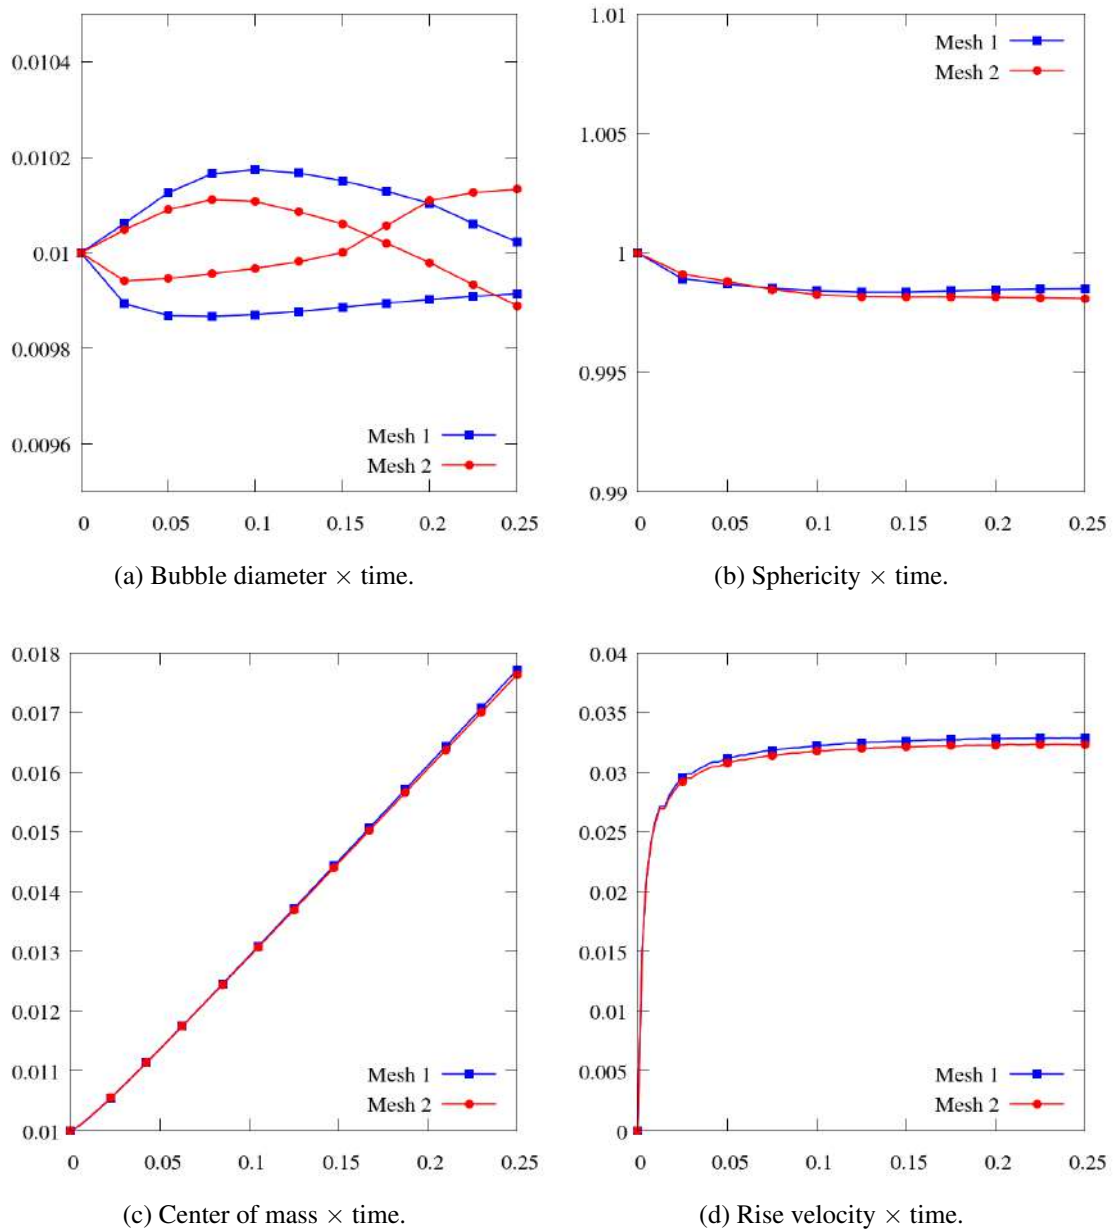 0.0104
0.0102
0.01
0.0098
0.0096
Mesh 1
Mesh 2
0 0.05 0.1 0.15 0.2 0.25
(a) Bubble diameter × time.
1.01
1.005
1
0.995
0.99
Mesh 1
Mesh 2
0 0.05 0.1 0.15 0.2 0.25
(b) Sphericity × time.
0.018
0.017
0.016
0.015
0.014
0.013
0.012
0.011
0.01
Mesh 1
Mesh 2
0 0.05 0.1 0.15 0.2 0.25
(c) Center of mass × time.
0.04
0.035
0.03
0.025
0.02
0.015
0.01
0.005
0
Mesh 1
Mesh 2
0 0.05 0.1 0.15 0.2 0.25
(d) Rise velocity × time.